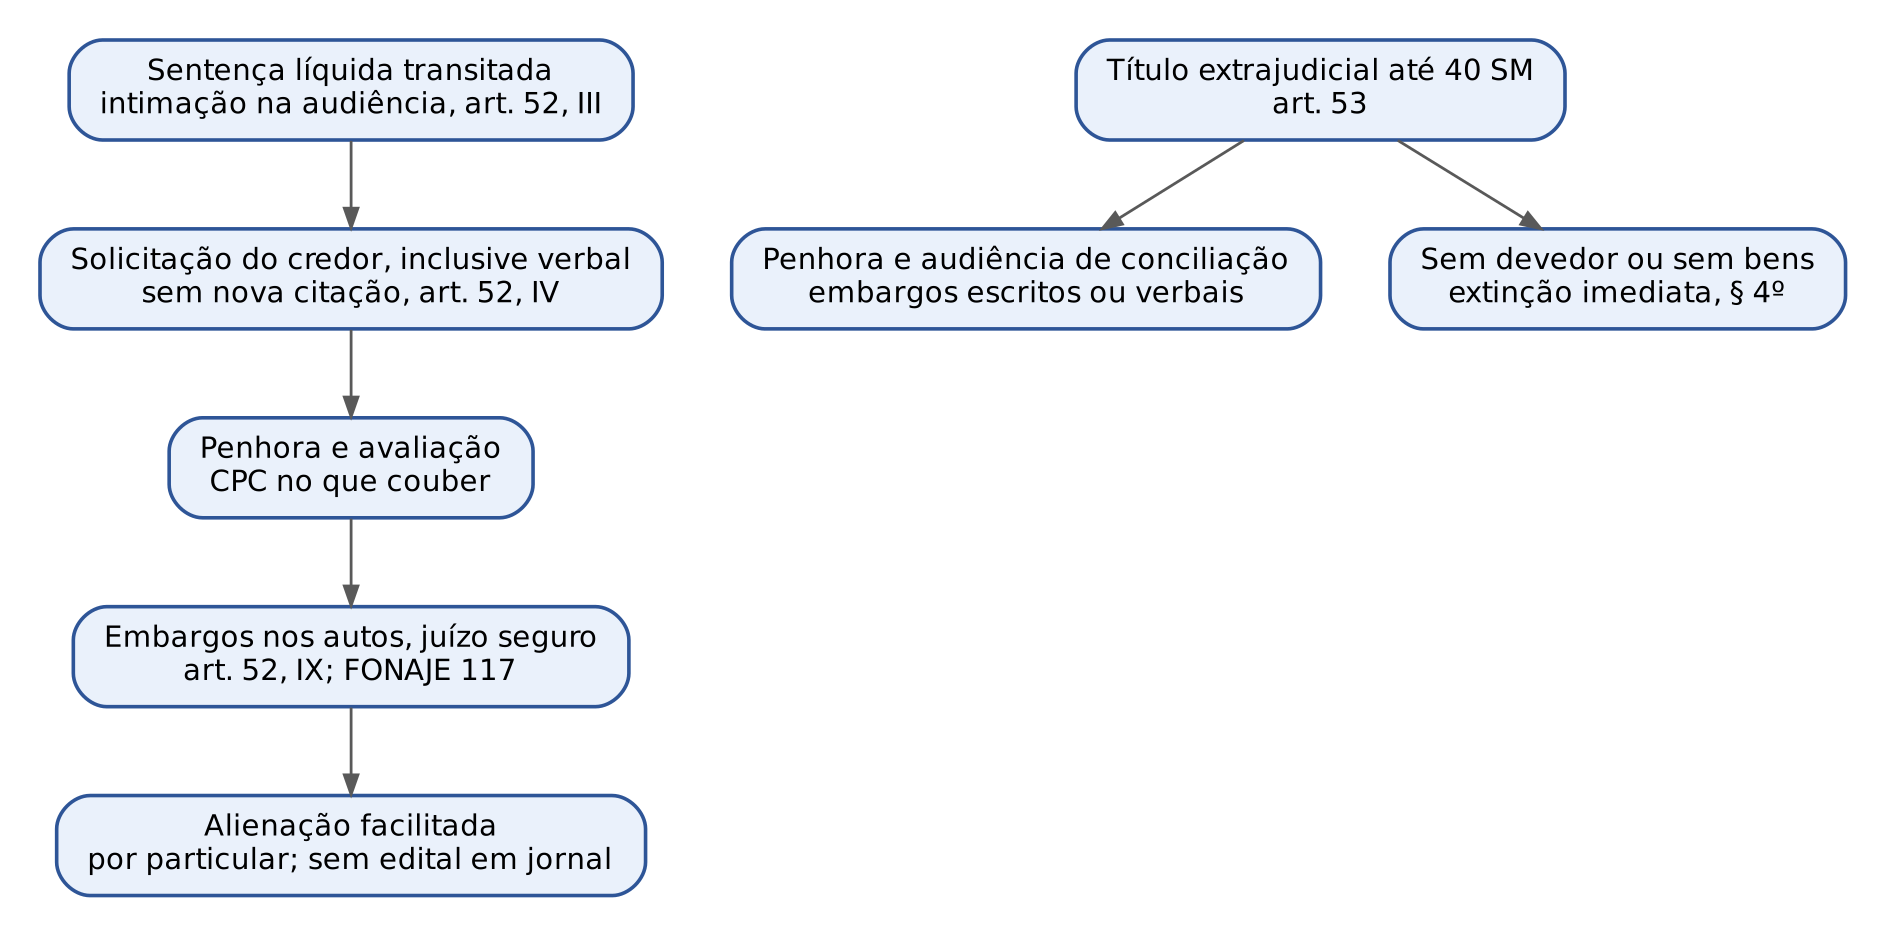 Sentença líquida transitada
intimação na audiência, art. 52, III
Solicitação do credor, inclusive verbal
sem nova citação, art. 52, IV
Penhora e avaliação
CPC no que couber
Embargos nos autos, juízo seguro
art. 52, IX; FONAJE 117
Alienação facilitada
por particular; sem edital em jornal
Título extrajudicial até 40 SM
art. 53
Penhora e audiência de conciliação
embargos escritos ou verbais
Sem devedor ou sem bens
extinção imediata, § 4º